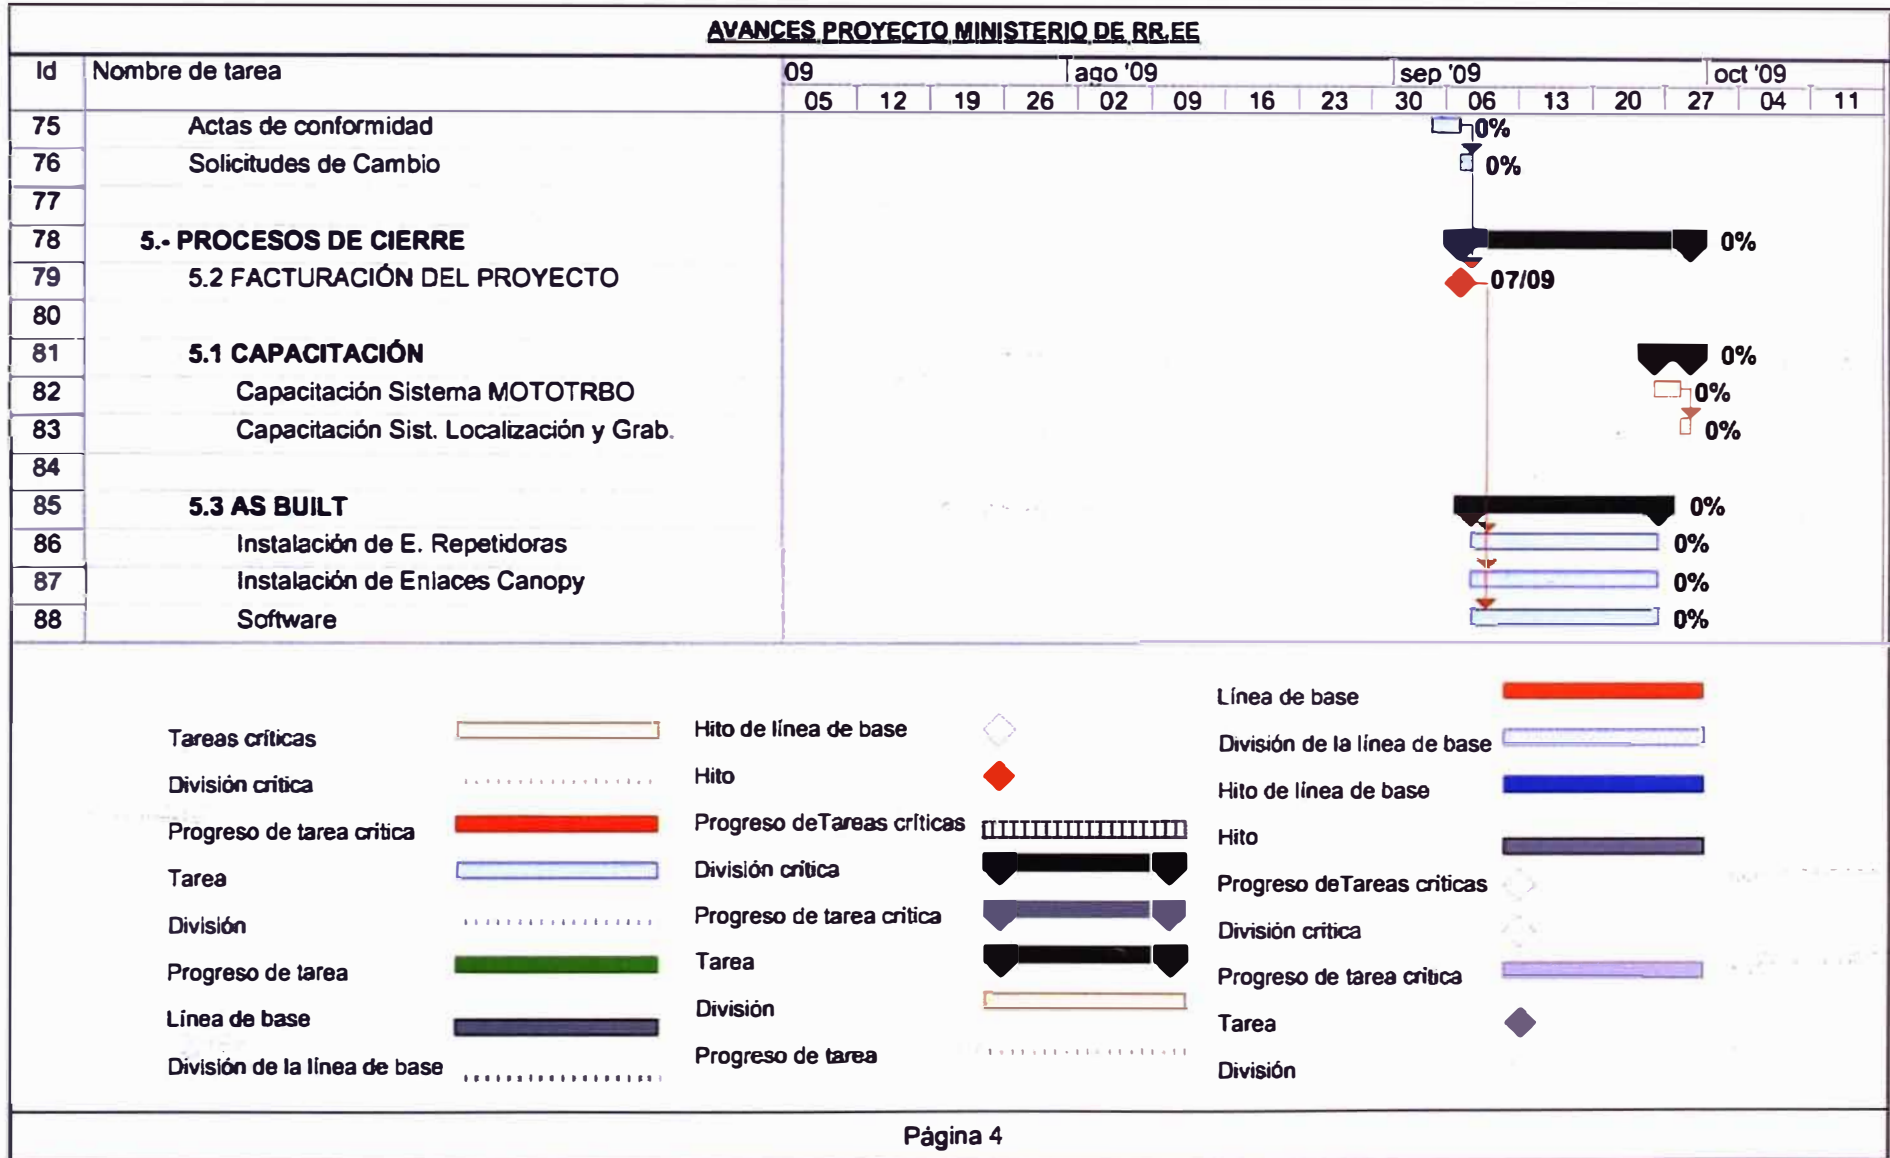 AVANCES PROYECTO MINISTERIO DE RR.EE
Id Nombre de tarea 09 ago '09 sep '09 oct '09
05 12 19 26 02 09 16 23 30 06 13 20 27 04 11
75 Actas de conformidad 0%
76 Solicitudes de Cambio 0%
77
78 5.- PROCESOS DE CIERRE 0%
79 5.2 FACTURACIÓN DEL PROYECTO 07/09
80
81 5.1 CAPACITACIÓN 0%
82 Capacitación Sistema MOTOTRBO 0%
83 Capacitación Sist. Localización y Grab. 0%
84
85 5.3 AS BUILT 0%
86 Instalación de E. Repetidoras 0%
87 Instalación de Enlaces Canopy 0%
88 Software 0%
Tareas críticas
División crítica
Progreso de tarea crítica
Tarea
División
Progreso de tarea
Línea de base
División de la línea de base
Hito de línea de base
Hito
Progreso deTareas críticas
División crítica
Progreso de tarea crítica
Tarea
División
Progreso de tarea
Línea de base
División de la línea de base
Hito de línea de base
Hito
Progreso deTareas críticas
División crítica
Progreso de tarea crítica
Tarea
División
Página 4